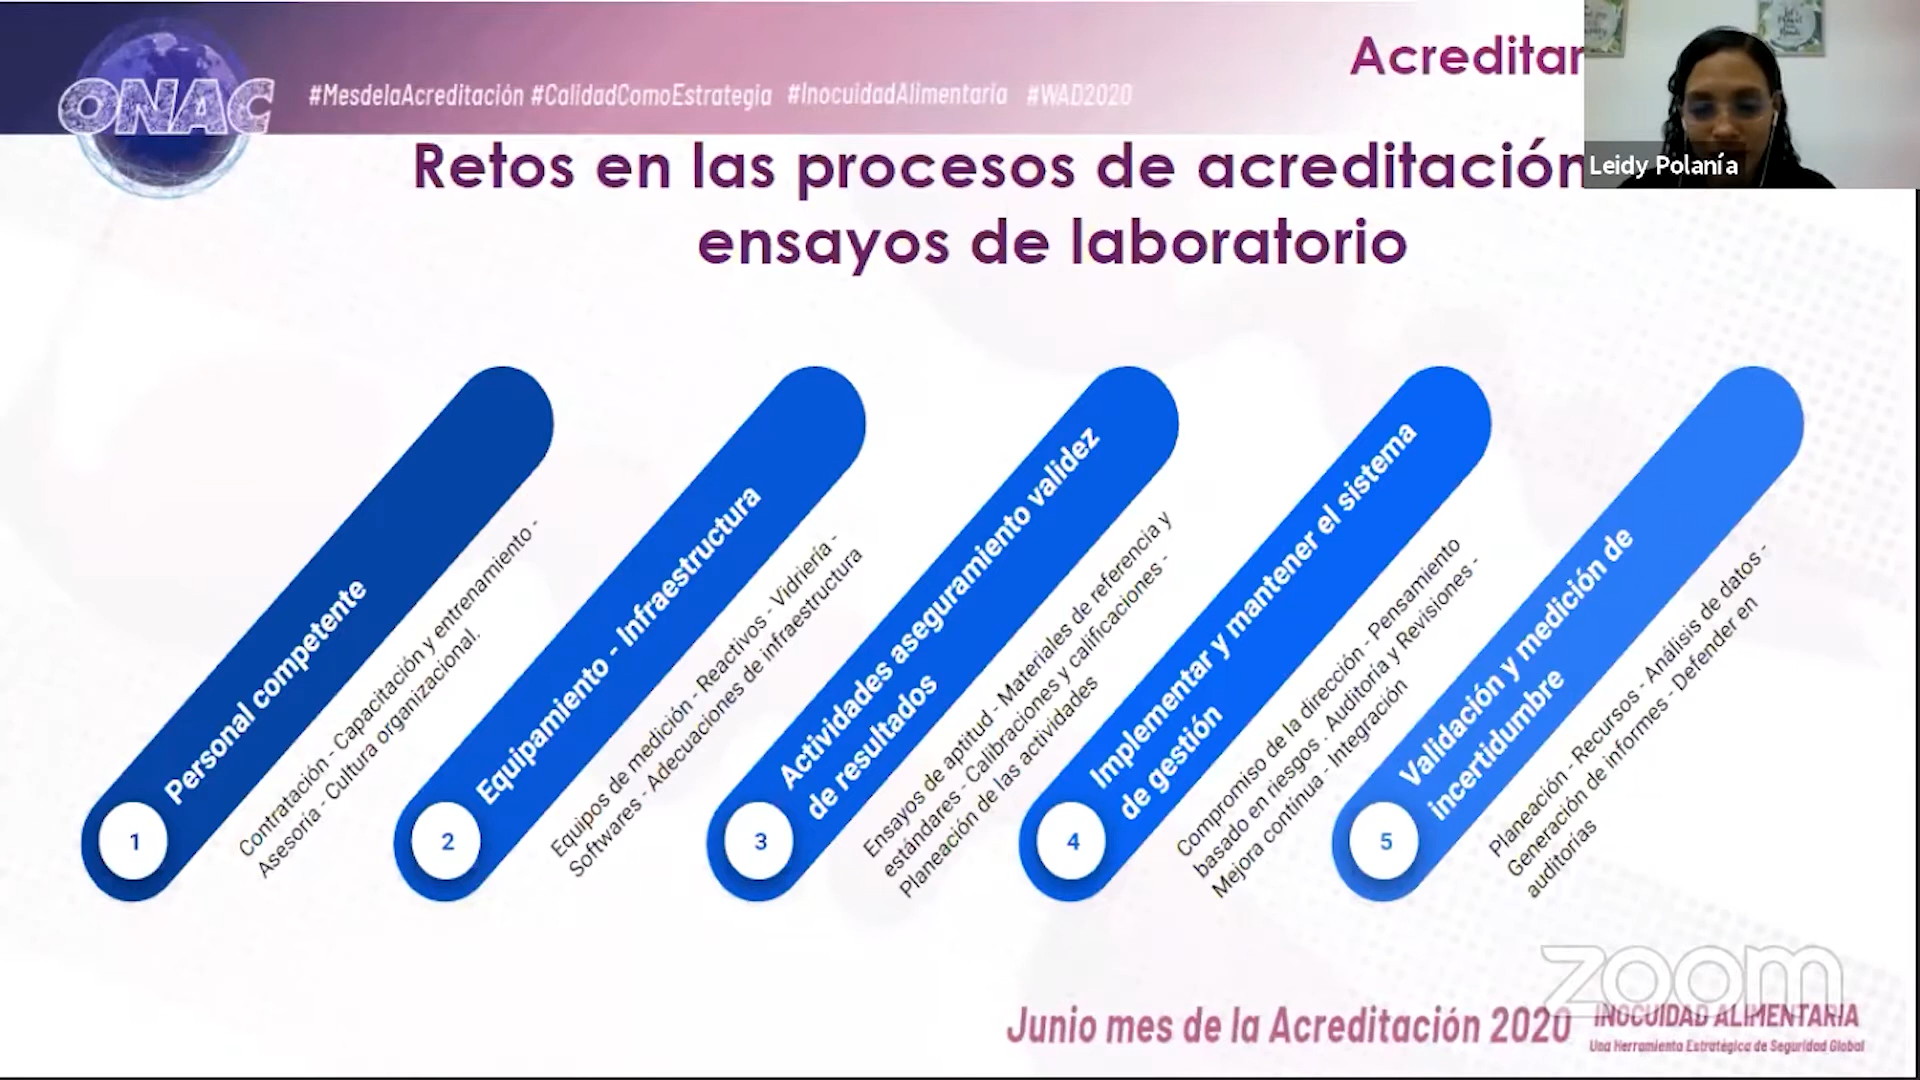 ONAC
#MesdelaAcreditación #CalidadComoEstrategia #InocuidadAlimentaria #WAD2020
Acreditar
Leidy Polanía
Retos en las procesos de acreditación
ensayos de laboratorio
1
Personal competente
Contratación - Capacitación y entrenamiento -
Asesoría - Cultura organizacional.
2
Equipamiento - Infraestructura
Equipos de medición - Reactivos - Vidriería -
Softwares - Adecuaciones de infraestructura
3
Actividades aseguramiento validez
de resultados
Ensayos de aptitud - Materiales de referencia y
estándares - Calibraciones y calificaciones -
Planeación de las actividades
4
Implementar y mantener el sistema
de gestión
Compromiso de la dirección - Pensamiento
basado en riesgos - Auditoría y Revisiones -
Mejora continua - Integración
5
Validación y medición de
incertidumbre
Planeación - Recursos - Análisis de datos -
Generación de informes - Defender en
auditorías
zoom
Junio mes de la Acreditación 2020
INOCUIDAD ALIMENTARIA
Una Herramienta Estratégica de Seguridad Global